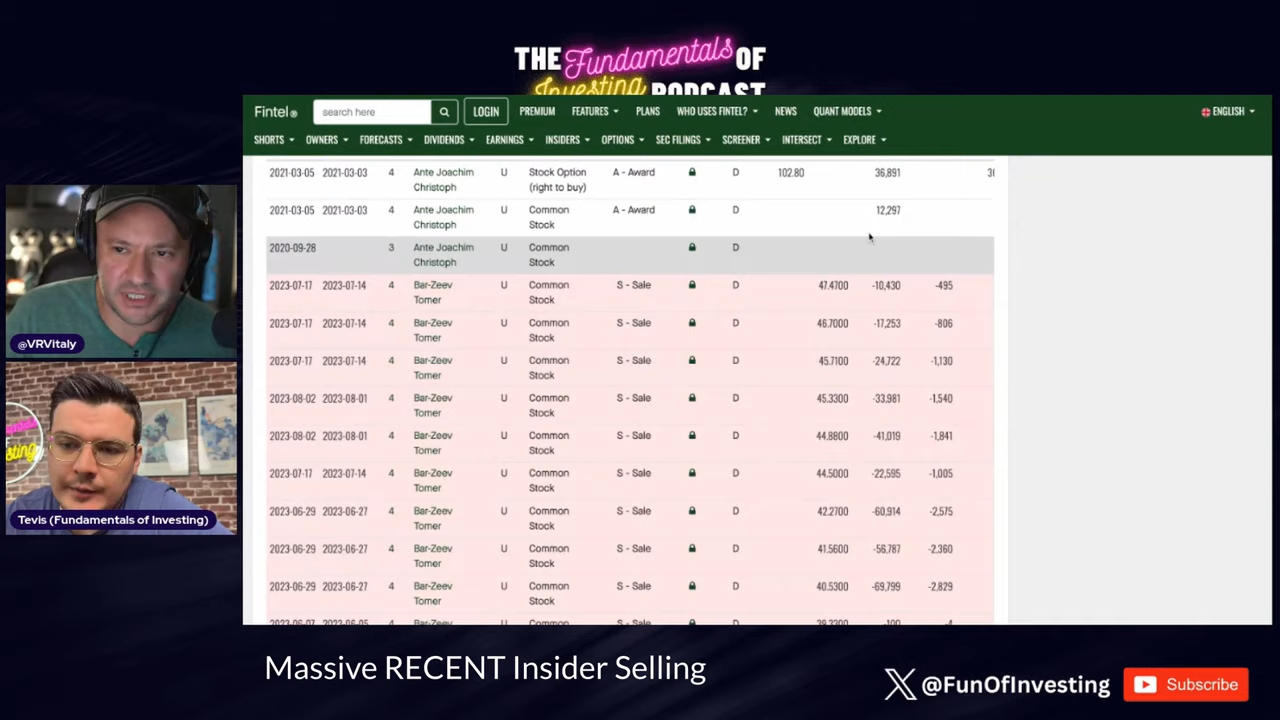 THE Fundamentals OF
Investing PODCAST
Fintel
search here
LOGIN
PREMIUM
FEATURES
PLANS
WHO USES FINTEL?
NEWS
QUANT MODELS
ENGLISH
SHORTS
OWNERS
FORECASTS
DIVIDENDS
EARNINGS
INSIDERS
OPTIONS
SEC FILINGS
SCREENER
INTERSECT
EXPLORE
2021-03-05 2021-03-03 4 Ante Joachim U Stock Option A - Award D 102.80 36,891
Christoph (right to buy)
2021-03-05 2021-03-03 4 Ante Joachim U Common A - Award D 12,297
Christoph Stock
2020-09-28 3 Ante Joachim U Common D
Christoph Stock
2023-07-17 2023-07-14 4 Bar-Zeev U Common S - Sale D 47.4700 -10,430 -495
Tomer Stock
2023-07-17 2023-07-14 4 Bar-Zeev U Common S - Sale D 46.7000 -17,253 -806
Tomer Stock
2023-07-17 2023-07-14 4 Bar-Zeev U Common S - Sale D 45.7100 -24,722 -1,130
Tomer Stock
2023-08-02 2023-08-01 4 Bar-Zeev U Common S - Sale D 45.3300 -33,981 -1,540
Tomer Stock
2023-08-02 2023-08-01 4 Bar-Zeev U Common S - Sale D 44.8800 -41,019 -1,841
Tomer Stock
2023-07-17 2023-07-14 4 Bar-Zeev U Common S - Sale D 44.5000 -22,595 -1,005
Tomer Stock
2023-06-29 2023-06-27 4 Bar-Zeev U Common S - Sale D 42.2700 -60,914 -2,575
Tomer Stock
2023-06-29 2023-06-27 4 Bar-Zeev U Common S - Sale D 41.5600 -56,787 -2,360
Tomer Stock
2023-06-29 2023-06-27 4 Bar-Zeev U Common S - Sale D 40.5300 -69,799 -2,829
Tomer Stock
@VRVitaly
Tevis (Fundamentals of Investing)
Massive RECENT Insider Selling
@FunOfInvesting
Subscribe